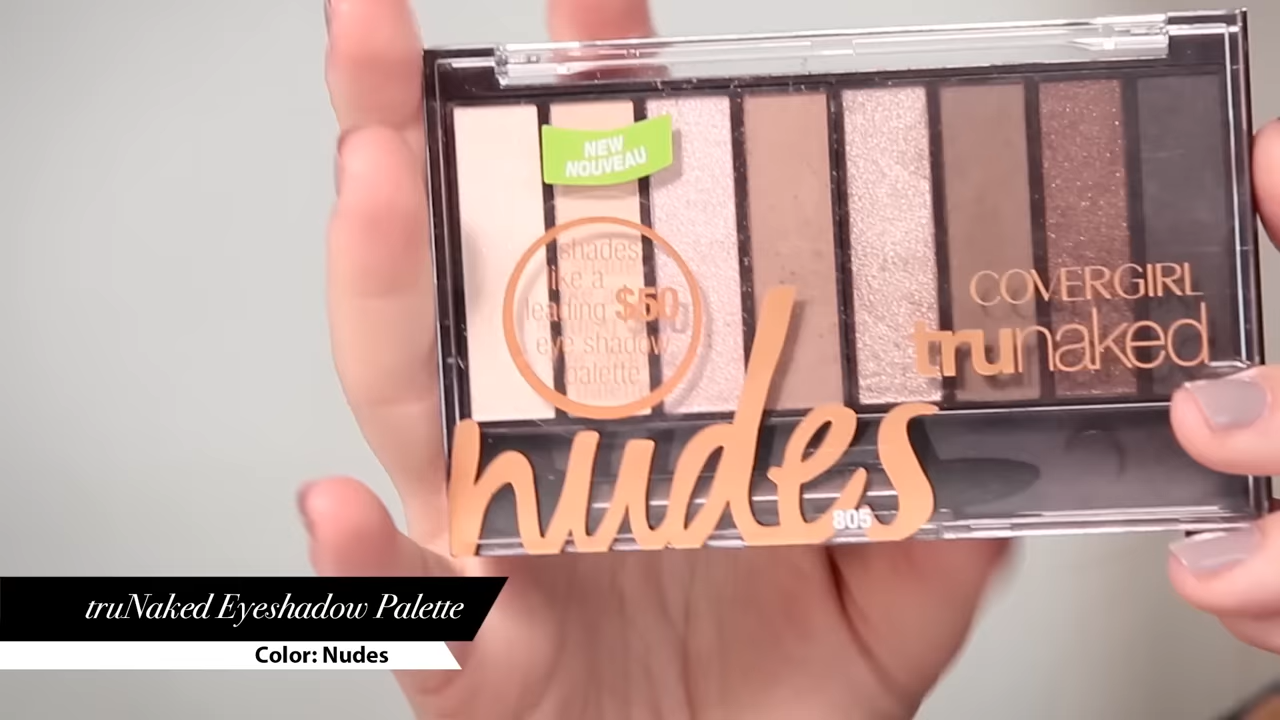 NEW
NOUVEAU
shades
like a
leading $50
eye shadow
palette
COVERGIRL
trunaked
nudes
805
truNaked Eyeshadow Palette
Color: Nudes